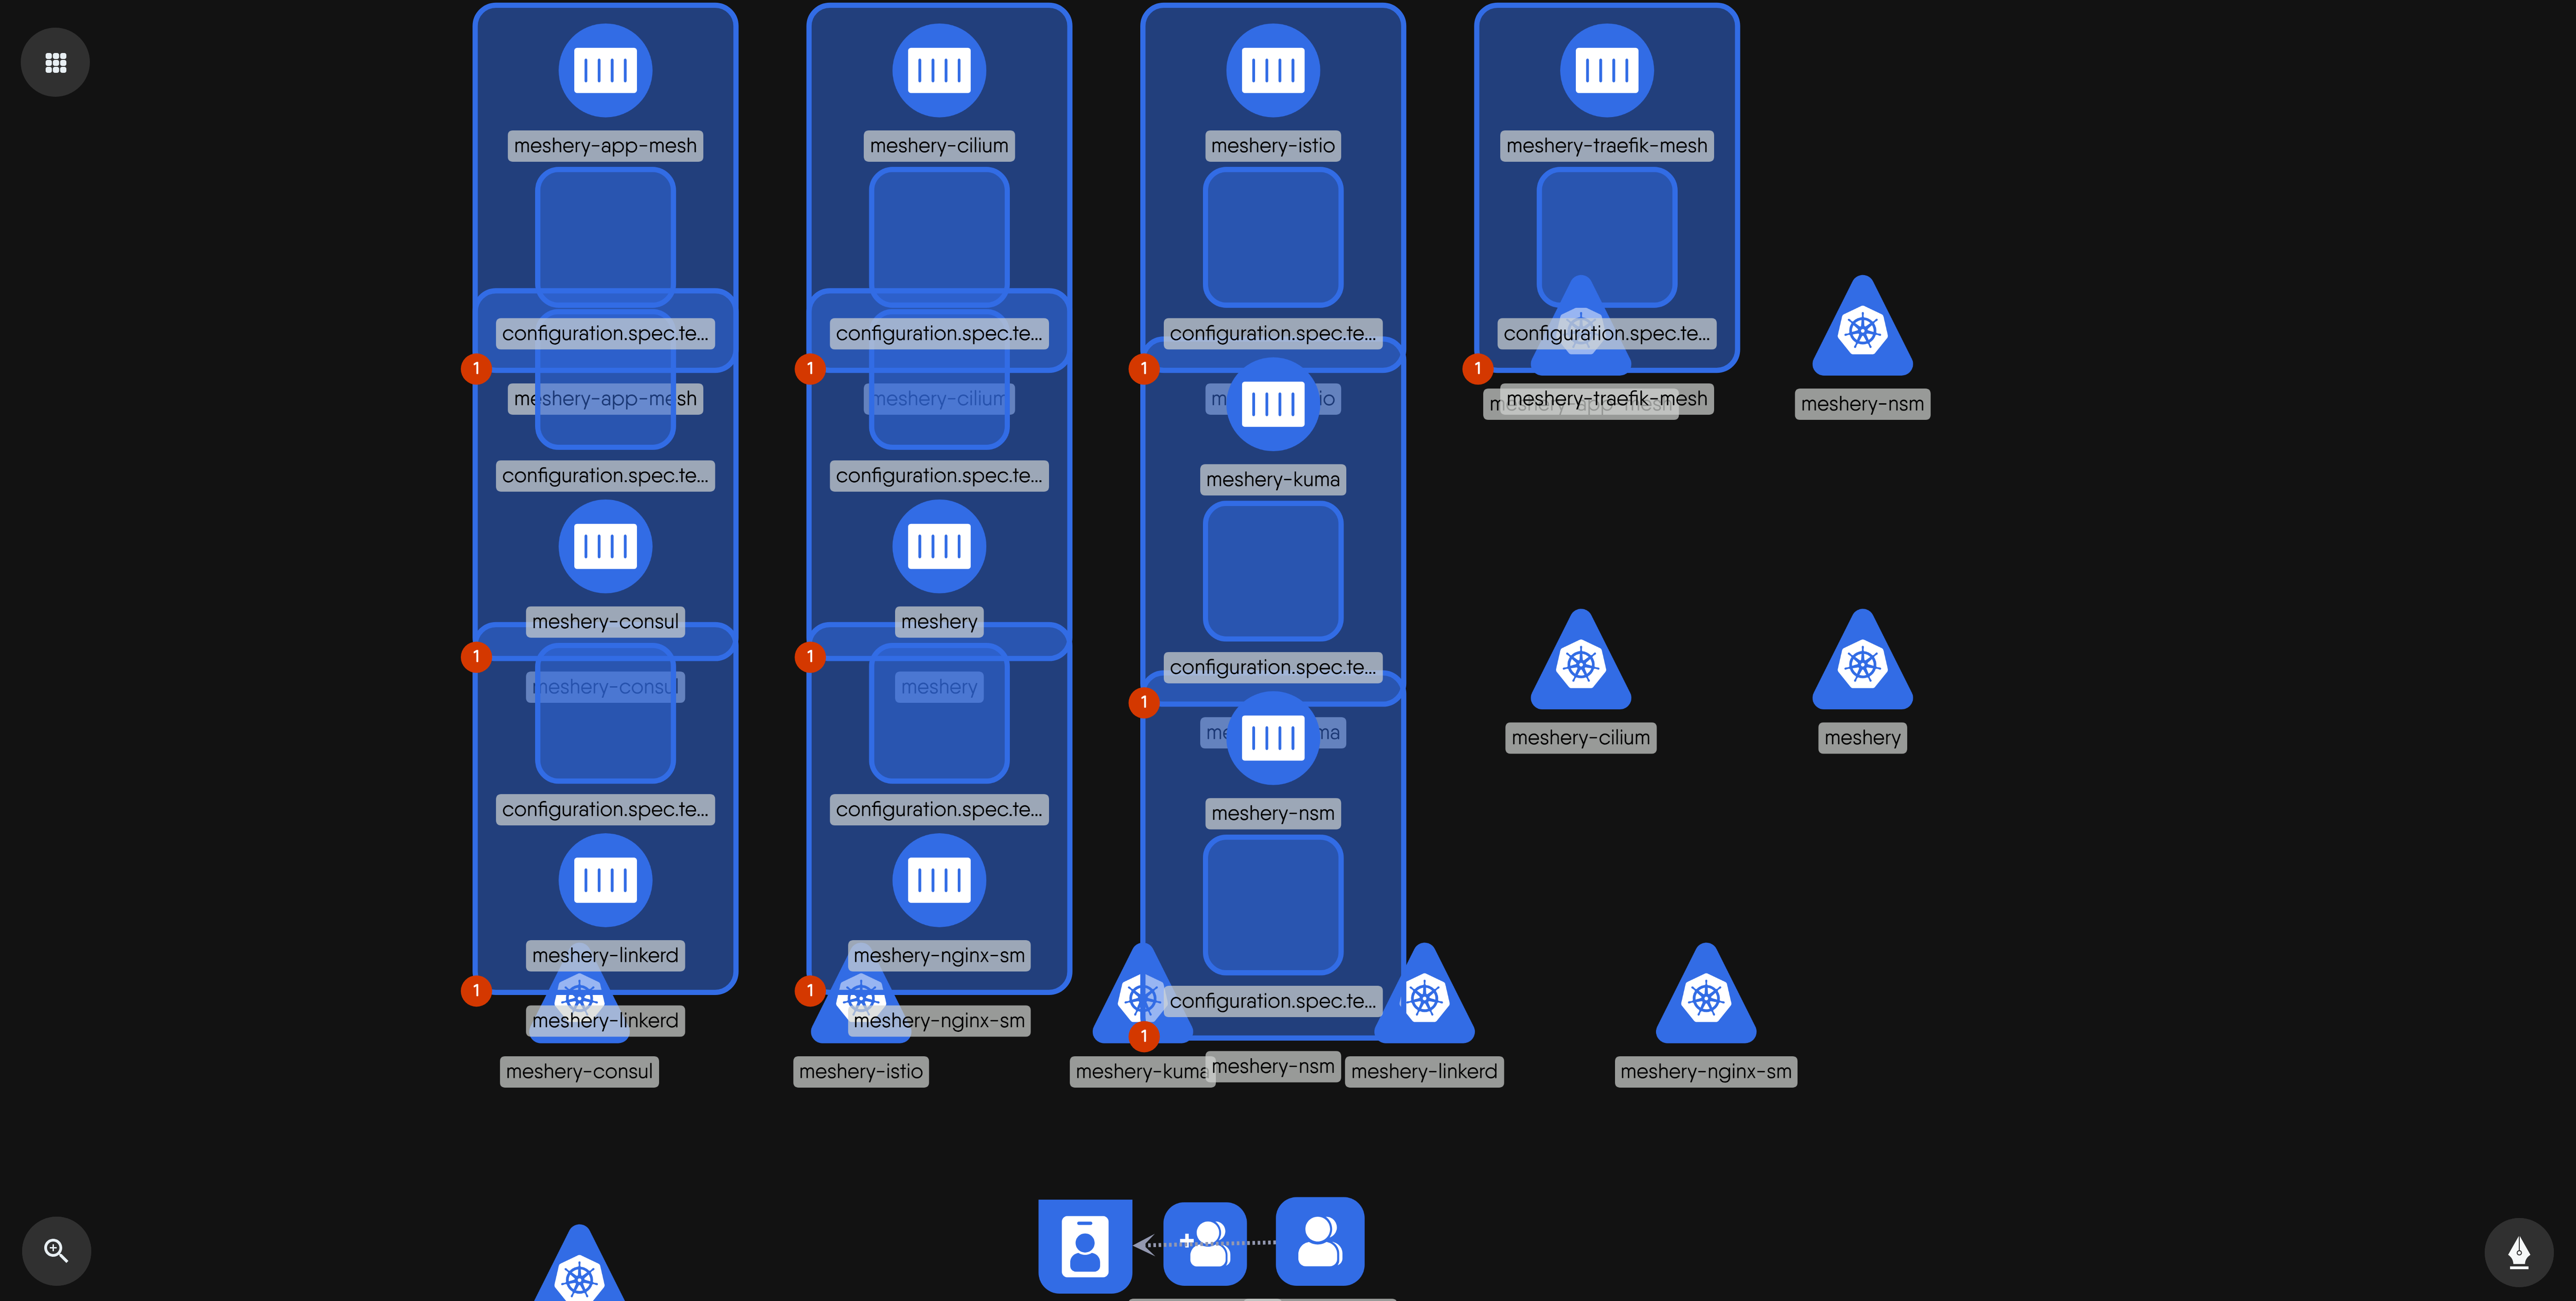 meshery-app-mesh
meshery-cilium
meshery-istio
meshery-traefik-mesh
configuration.spec.te...
configuration.spec.te...
configuration.spec.te...
configuration.spec.te...
1
1
1
1
meshery-app-mesh
meshery-cilium
meshery-traefik-mesh
meshery-nsm
configuration.spec.te...
configuration.spec.te...
meshery-kuma
meshery-consul
meshery
configuration.spec.te...
1
1
1
meshery-consul
meshery
meshery-cilium
meshery
configuration.spec.te...
configuration.spec.te...
meshery-nsm
meshery-linkerd
meshery-nginx-sm
1
1
configuration.spec.te...
meshery-linkerd
meshery-nginx-sm
1
meshery-consul
meshery-istio
meshery-kuma
meshery-nsm
meshery-linkerd
meshery-nginx-sm